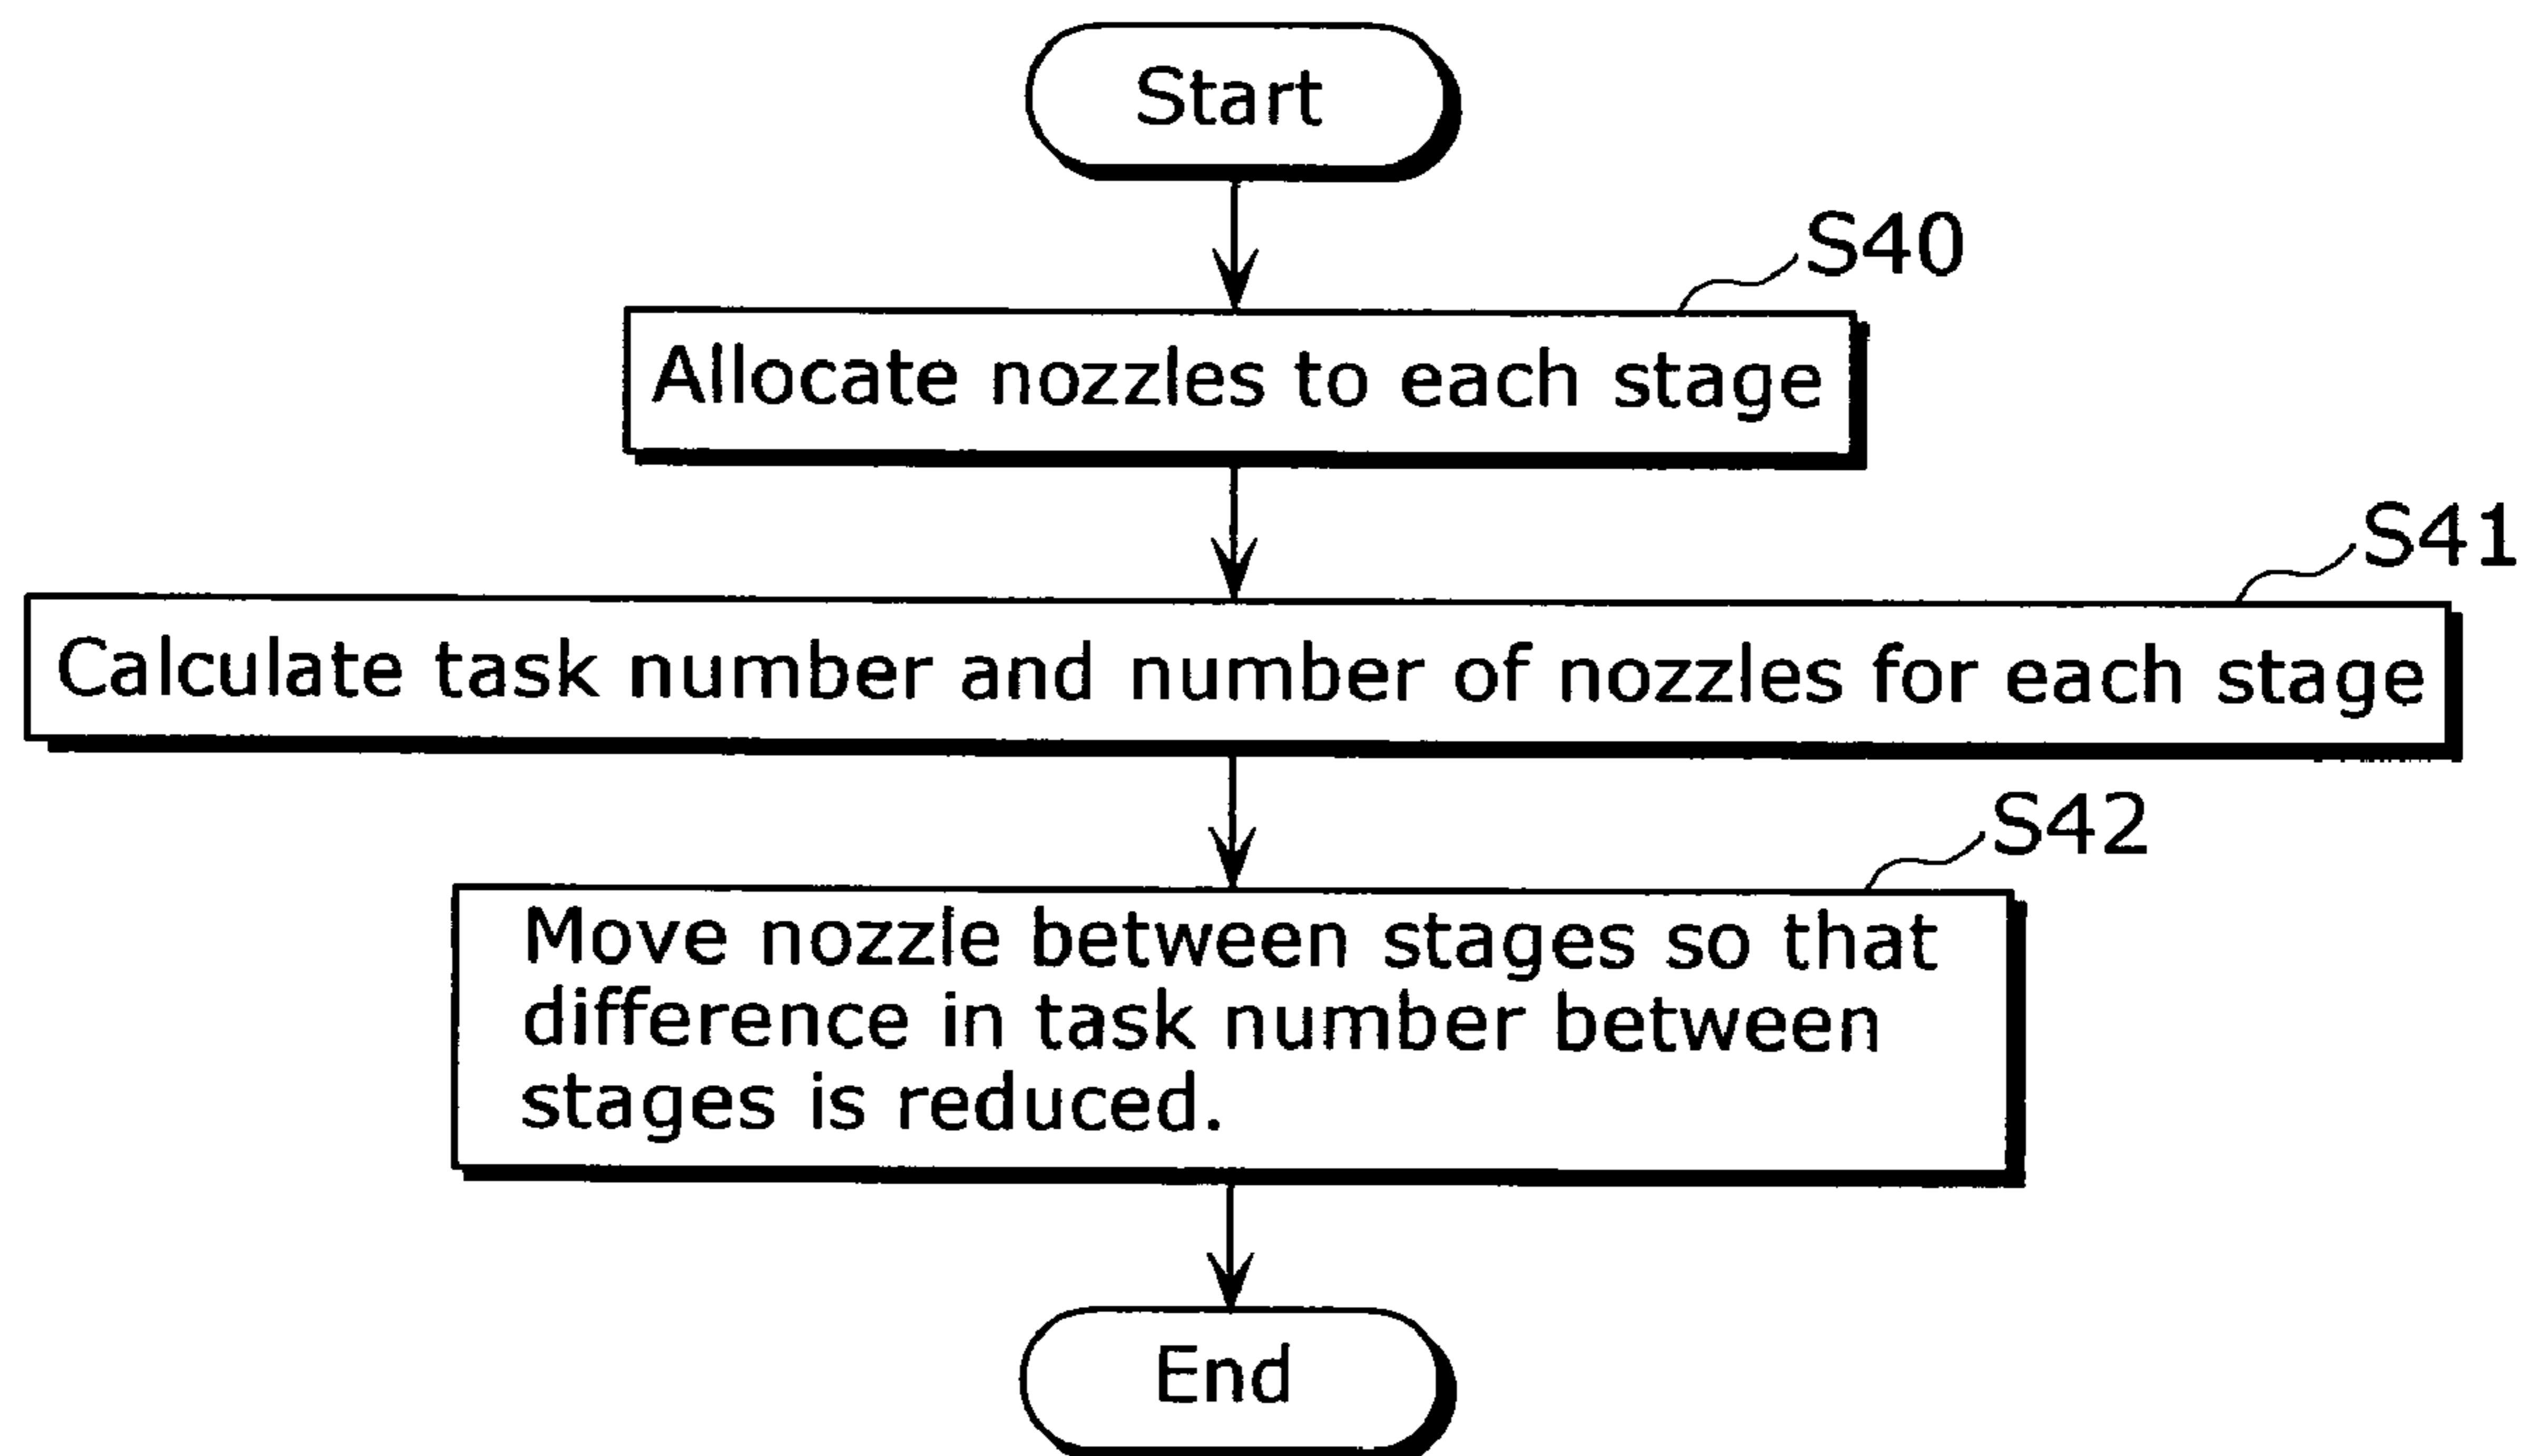 Start
S40
Allocate nozzles to each stage
S41
Calculate task number and number of nozzles for each stage
S42
Move nozzle between stages so that
difference in task number between
stages is reduced.
End